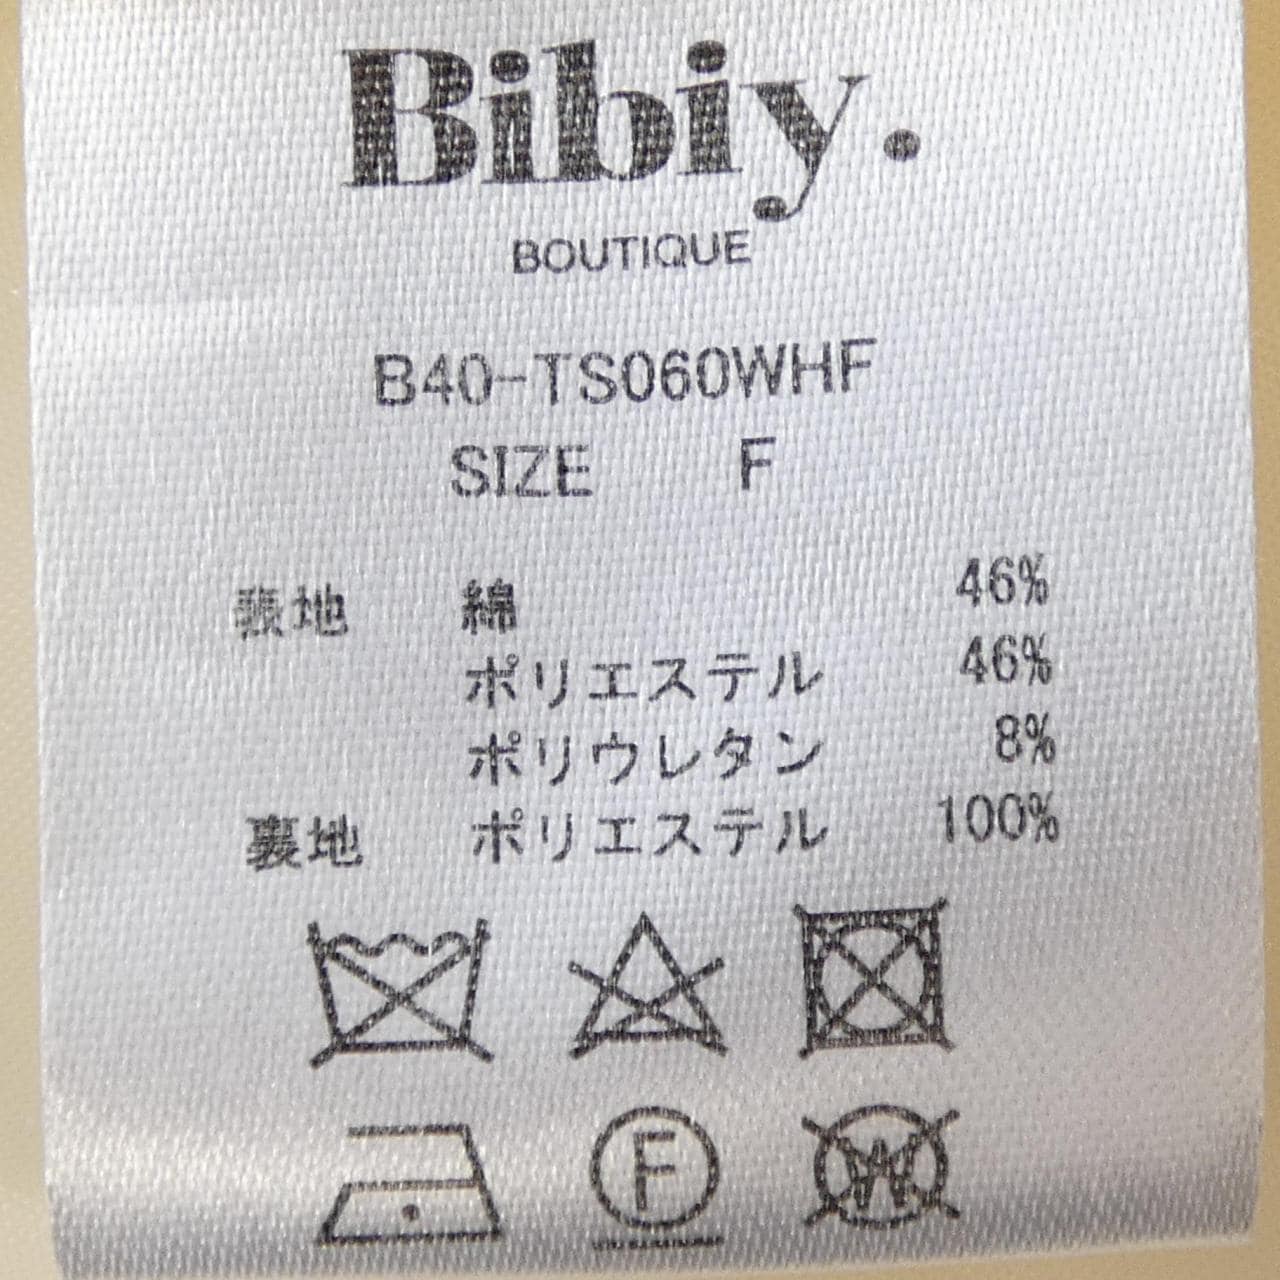 Bibiy.
BOUTIQUE
B40-TS060WHF
SIZE F
表地 綿 46%
ポリエステル 46%
ポリウレタン 8%
裏地 ポリエステル 100%
F
W